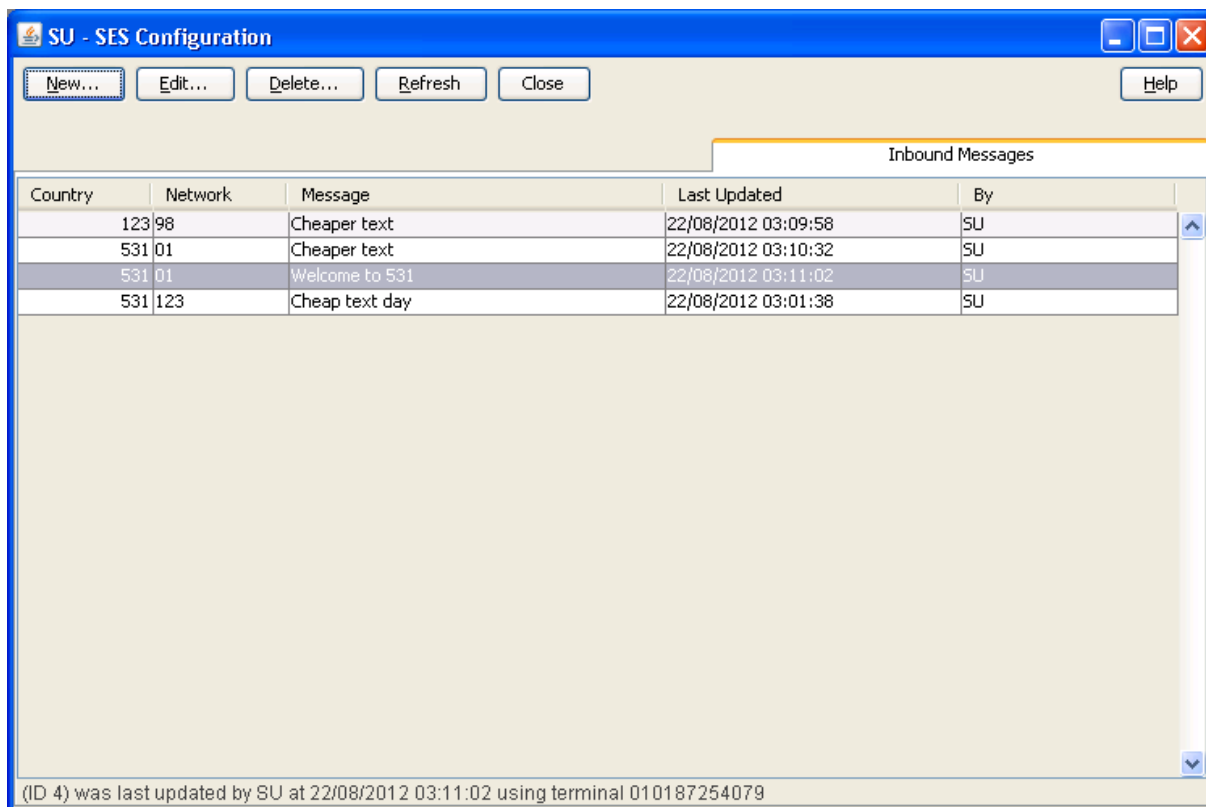 SU - SES Configuration
New... Edit... Delete... Refresh Close Help
Inbound Messages
Country Network Message Last Updated By
123 98 Cheaper text 22/08/2012 03:09:58 SU
531 01 Cheaper text 22/08/2012 03:10:32 SU
531 01 Welcome to 531 22/08/2012 03:11:02 SU
531 123 Cheap text day 22/08/2012 03:01:38 SU
(ID 4) was last updated by SU at 22/08/2012 03:11:02 using terminal 010187254079